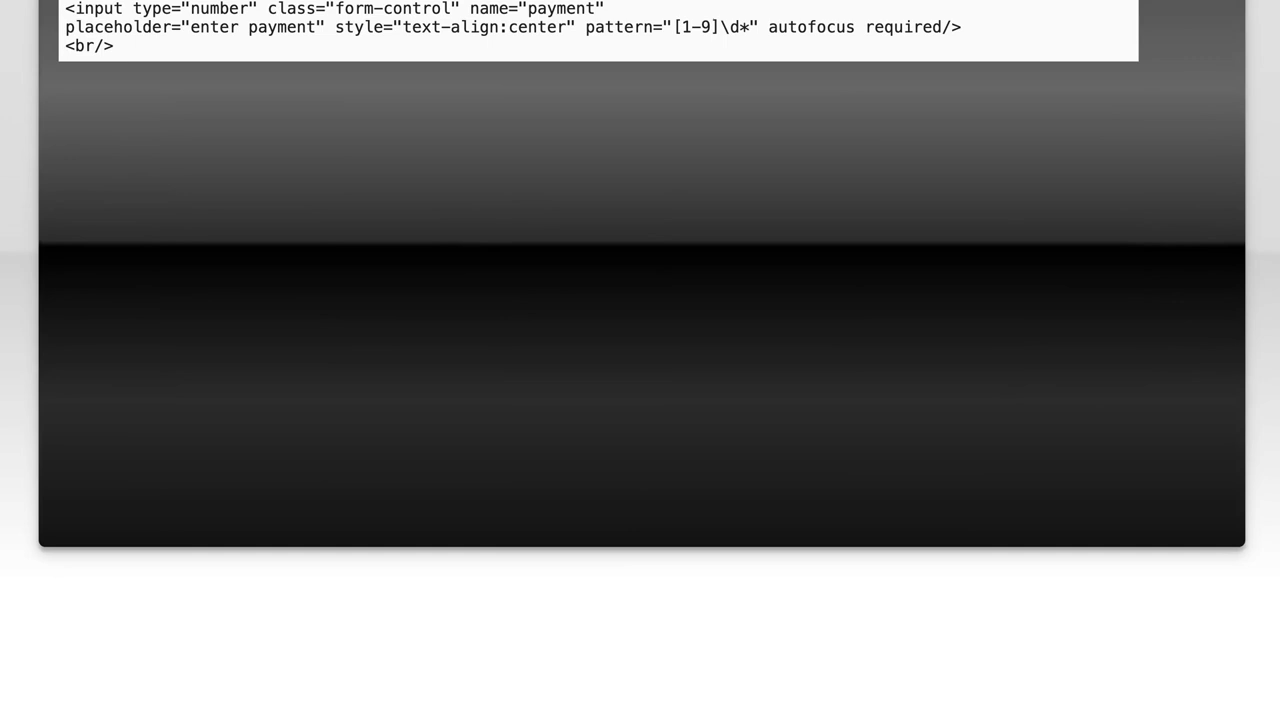 <input type="number" class="form-control" name="payment"
placeholder="enter payment" style="text-align:center" pattern="[1-9]\d*" autofocus required/>
<br/>